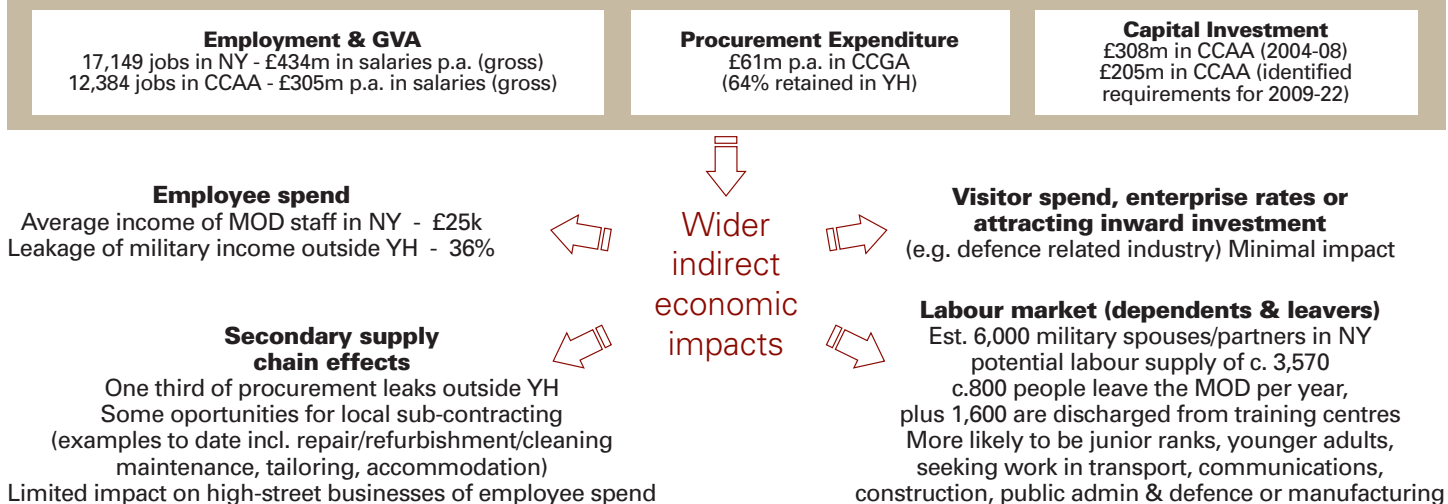 Employment & GVA
17,149 jobs in NY - £434m in salaries p.a. (gross)
12,384 jobs in CCAA - £305m p.a. in salaries (gross)
Procurement Expenditure
£61m p.a. in CCGA
(64% retained in YH)
Capital Investment
£308m in CCAA (2004-08)
£205m in CCAA (identified
requirements for 2009-22)
Employee spend
Average income of MOD staff in NY - £25k
Leakage of military income outside YH - 36%
Wider
indirect
economic
impacts
Visitor spend, enterprise rates or
attracting inward investment
(e.g. defence related industry) Minimal impact
Secondary supply
chain effects
One third of procurement leaks outside YH
Some oportunities for local sub-contracting
(examples to date incl. repair/refurbishment/cleaning
maintenance, tailoring, accommodation)
Limited impact on high-street businesses of employee spend
Labour market (dependents & leavers)
Est. 6,000 military spouses/partners in NY
potential labour supply of c. 3,570
c.800 people leave the MOD per year,
plus 1,600 are discharged from training centres
More likely to be junior ranks, younger adults,
seeking work in transport, communications,
construction, public admin & defence or manufacturing